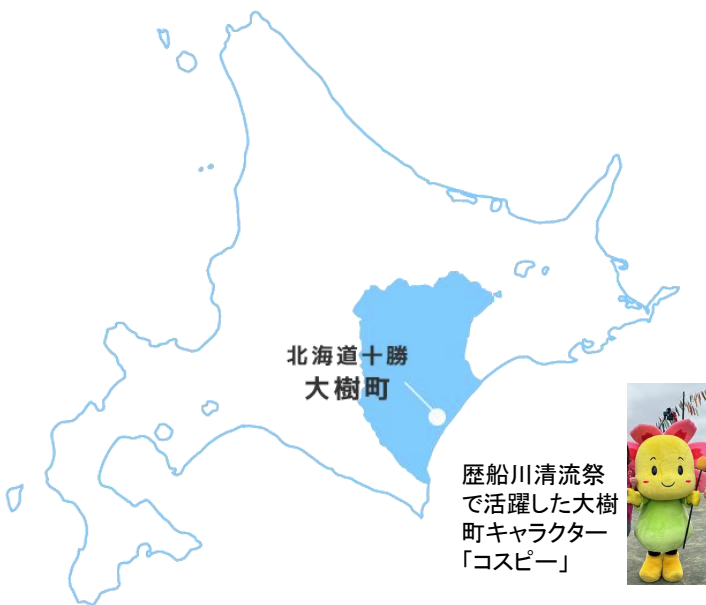 北海道十勝
大樹町
歴船川清流祭
で活躍した大樹
町キャラクター
「コスピー」